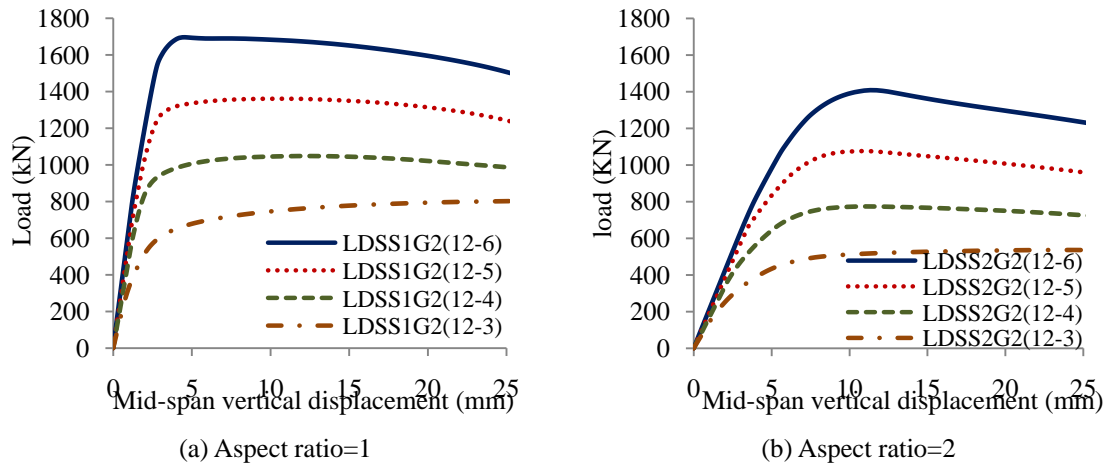 Load (kN)
1800
1600
1400
1200
1000
800
600
400
200
0
LDSS1G2(12-6)
LDSS1G2(12-5)
LDSS1G2(12-4)
LDSS1G2(12-3)
0 5 10 15 20 25
Mid-span vertical displacement (mm)
(a) Aspect ratio=1
load (KN)
1800
1600
1400
1200
1000
800
600
400
200
0
LDSS2G2(12-6)
LDSS2G2(12-5)
LDSS2G2(12-4)
LDSS2G2(12-3)
0 5 10 15 20 25
Mid-span vertical displacement (mm)
(b) Aspect ratio=2